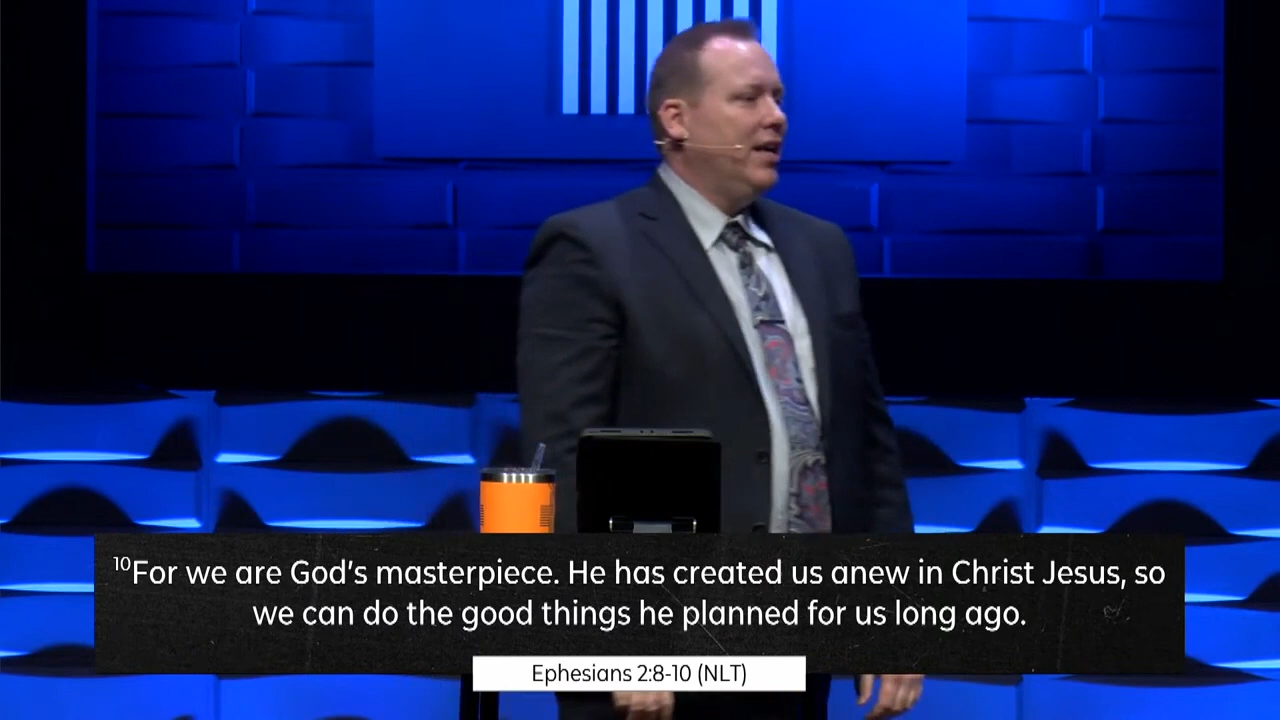 ¹⁰For we are God's masterpiece. He has created us anew in Christ Jesus, so
we can do the good things he planned for us long ago.
Ephesians 2:8-10 (NLT)